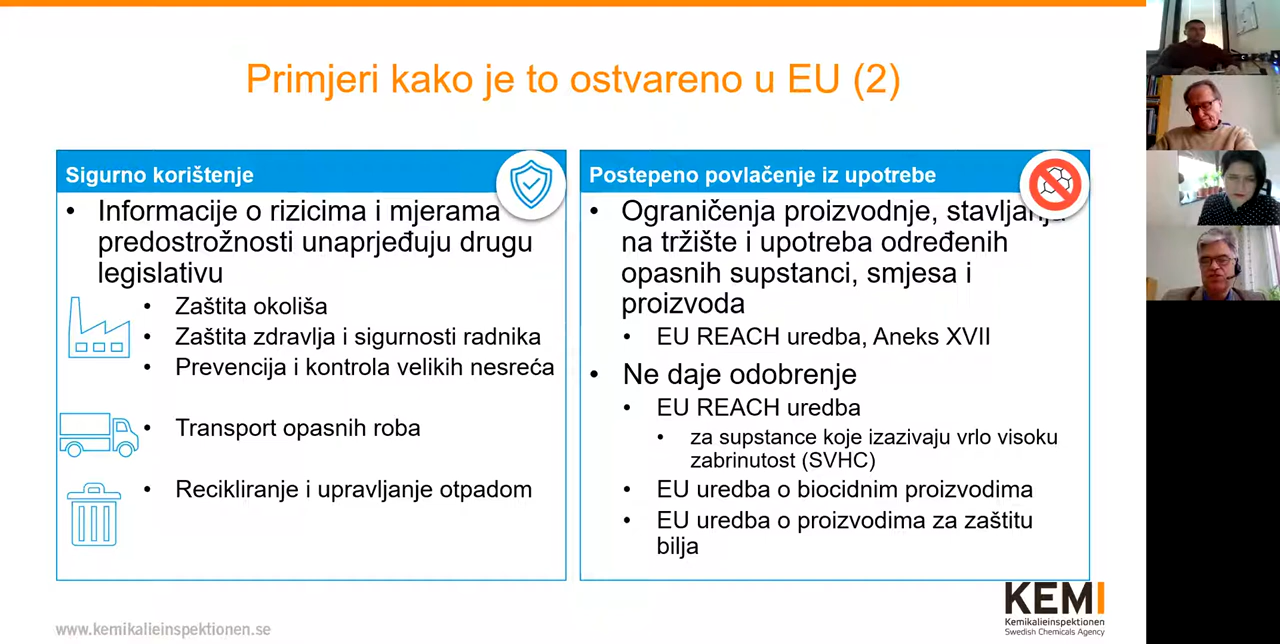 Primjeri kako je to ostvareno u EU (2)
Sigurno korištenje
• Informacije o rizicima i mjerama
predostrožnosti unaprjeđuju drugu
legislativu
• Zaštita okoliša
• Zaštita zdravlja i sigurnosti radnika
• Prevencija i kontrola velikih nesreća
• Transport opasnih roba
• Recikliranje i upravljanje otpadom
Postepeno povlačenje iz upotrebe
• Ograničenja proizvodnje, stavljanju
na tržište i upotreba određenih
opasnih supstanci, smjesa i
proizvoda
• EU REACH uredba, Aneks XVII
• Ne daje odobrenje
• EU REACH uredba
• za supstance koje izazivaju vrlo visoku
zabrinutost (SVHC)
• EU uredba o biocidnim proizvodima
• EU uredba o proizvodima za zaštitu
bilja
www.kemikalieinspektionen.se
KEMI
Kemikalieinspektionen
Swedish Chemicals Agency